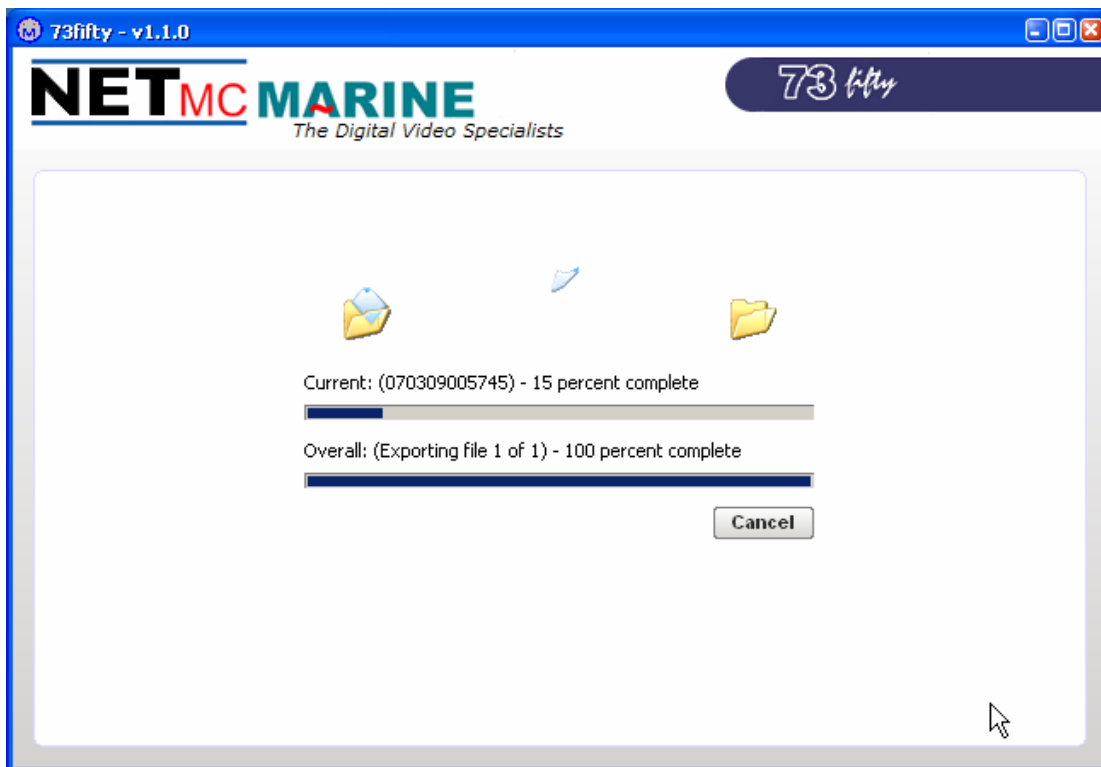 73fifty - v1.1.0
NETMC MARINE
73 fifty
The Digital Video Specialists
Current: (070309005745) - 15 percent complete
Overall: (Exporting file 1 of 1) - 100 percent complete
Cancel